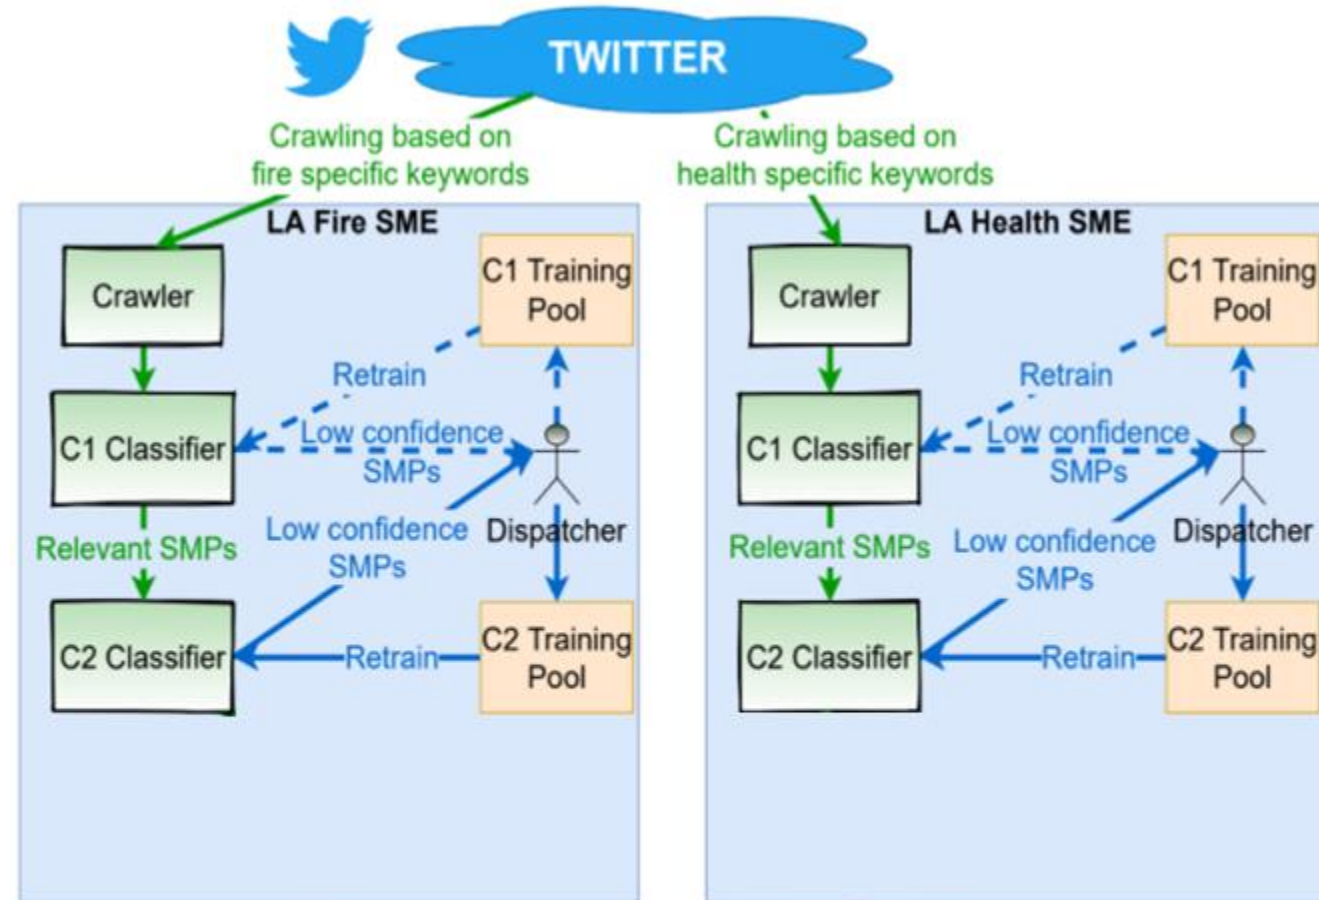 TWITTER
Crawling based on
fire specific keywords
Crawling based on
health specific keywords
LA Fire SME
Crawler
C1 Training
Pool
Retrain
C1 Classifier
Low confidence
SMPs
Dispatcher
Relevant SMPs
Low confidence
SMPs
C2 Classifier
Retrain
C2 Training
Pool
LA Health SME
Crawler
C1 Training
Pool
Retrain
C1 Classifier
Low confidence
SMPs
Dispatcher
Relevant SMPs
Low confidence
SMPs
C2 Classifier
Retrain
C2 Training
Pool